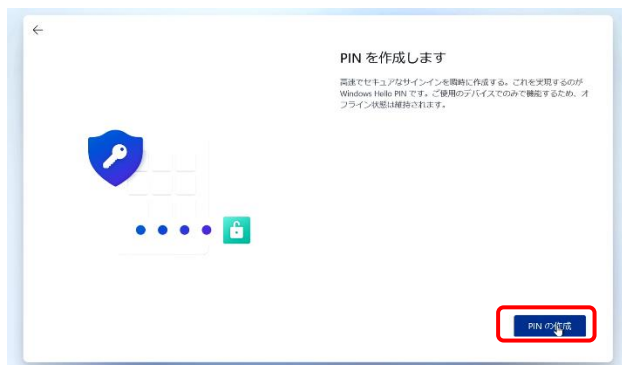 PIN を作成します
高速でセキュアなサインインを瞬時に作成する。これを実現するのが
Windows Hello PIN です。ご使用のデバイスでのみで機能するため、オ
フライン状態は維持されます。
PIN の作成